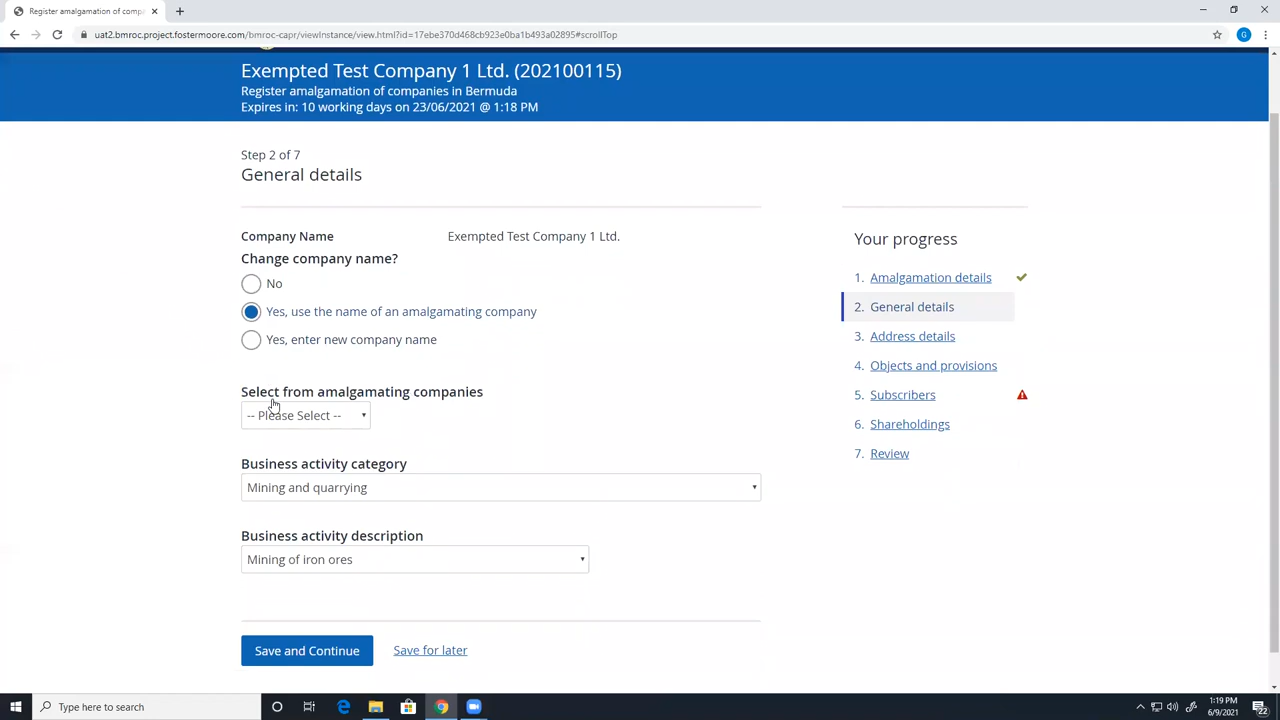 Register amalgamation of comp
uat2.bmroc.project.fostermoore.com/bmroc-capr/viewInstance/view.html?id=17ebe370d468cb923e0ba1b493a02895#scrollTop
G
Exempted Test Company 1 Ltd. (202100115)
Register amalgamation of companies in Bermuda
Expires in: 10 working days on 23/06/2021 @ 1:18 PM
Step 2 of 7
General details
Company Name Exempted Test Company 1 Ltd.
Change company name?
No
Yes, use the name of an amalgamating company
Yes, enter new company name
Select from amalgamating companies
-- Please Select --
Business activity category
Mining and quarrying
Business activity description
Mining of iron ores
Save and Continue Save for later
Your progress
1. Amalgamation details
2. General details
3. Address details
4. Objects and provisions
5. Subscribers
6. Shareholdings
7. Review
Type here to search
1:19 PM
6/9/2021
22